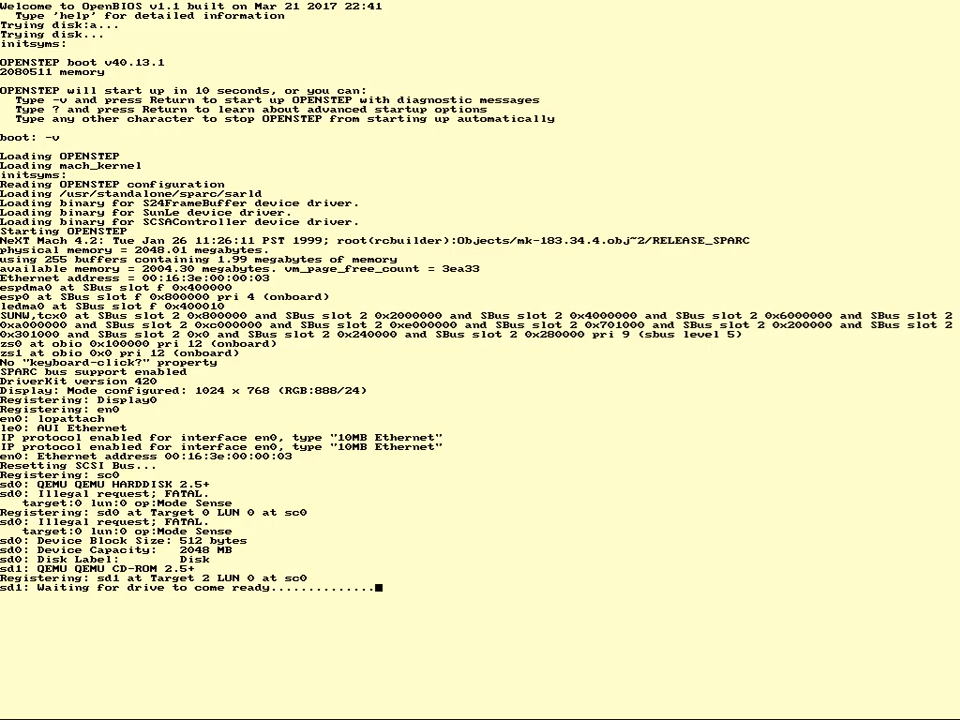 Welcome to OpenBIOS v1.1 built on Mar 21 2017 22:41
  Type 'help' for detailed information
Trying disk:a...
Trying disk...
initsyms:

OPENSTEP boot v40.13.1
2080511 memory

OPENSTEP will start up in 10 seconds, or you can:
  Type -v and press Return to start up OPENSTEP with diagnostic messages
  Type ? and press Return to learn about advanced startup options
  Type any other character to stop OPENSTEP from starting up automatically

boot: -v

Loading OPENSTEP
Loading mach_kernel
initsyms:
Reading OPENSTEP configuration
Loading /usr/standalone/sparc/sarld
Loading binary for S24FrameBuffer device driver.
Loading binary for SunLe device driver.
Loading binary for SCSAController device driver.
Starting OPENSTEP
NeXT Mach 4.2: Tue Jan 26 11:26:11 PST 1999; root(rcbuilder):Objects/mk-183.34.4.obj~2/RELEASE_SPARC
physical memory = 2048.01 megabytes.
using 255 buffers containing 1.99 megabytes of memory
available memory = 2004.30 megabytes. vm_page_free_count = 3ea33
Ethernet address = 00:16:3e:00:00:03
espdma0 at SBus slot f 0x400000
esp0 at SBus slot f 0x800000 pri 4 (onboard)
ledma0 at SBus slot f 0x400010
SUNW,tcx0 at SBus slot 2 0x800000 and SBus slot 2 0x2000000 and SBus slot 2 0x4000000 and SBus slot 2 0x6000000 and SBus slot 2
0xa000000 and SBus slot 2 0xc000000 and SBus slot 2 0xe000000 and SBus slot 2 0x701000 and SBus slot 2 0x200000 and SBus slot 2
0x301000 and SBus slot 2 0x0 and SBus slot 2 0x240000 and SBus slot 2 0x280000 pri 9 (sbus level 5)
zs0 at obio 0x100000 pri 12 (onboard)
zs1 at obio 0x0 pri 12 (onboard)
No "keyboard-click?" property
SPARC bus support enabled
DriverKit version 420
Display: Mode configured: 1024 x 768 (RGB:888/24)
Registering: Display0
Registering: en0
en0: lopattach
le0: AUI Ethernet
IP protocol enabled for interface en0, type "10MB Ethernet"
IP protocol enabled for interface en0, type "10MB Ethernet"
en0: Ethernet address 00:16:3e:00:00:03
Resetting SCSI Bus...
Registering: sc0
sd0: QEMU QEMU HARDDISK 2.5+
sd0: Illegal request; FATAL.
   target:0 lun:0 op:Mode Sense
Registering: sd0 at Target 0 LUN 0 at sc0
sd0: Illegal request; FATAL.
   target:0 lun:0 op:Mode Sense
sd0: Device Block Size: 512 bytes
sd0: Device Capacity:   2048 MB
sd0: Disk Label:        Disk
sd1: QEMU QEMU CD-ROM 2.5+
Registering: sd1 at Target 2 LUN 0 at sc0
sd1: Waiting for drive to come ready..............